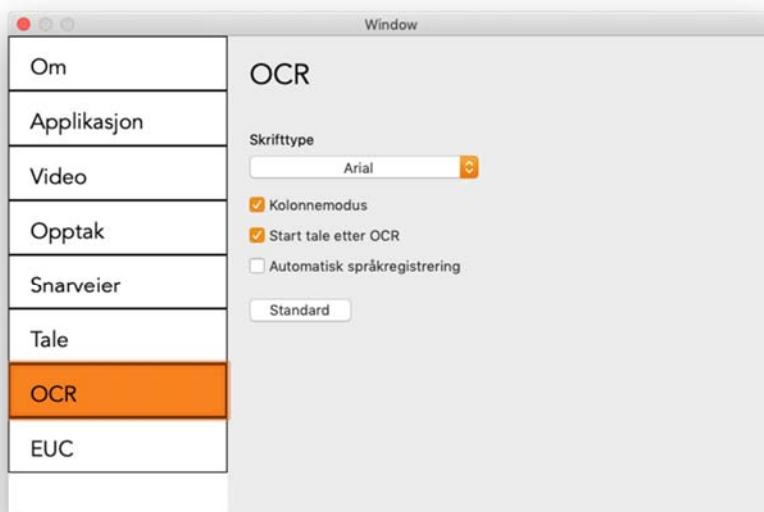 Window
Om
Applikasjon
Video
Opptak
Snarveier
Tale
OCR
EUC
OCR
Skrifttype
Arial
Kolonnemodus
Start tale etter OCR
Automatisk språkregistrering
Standard